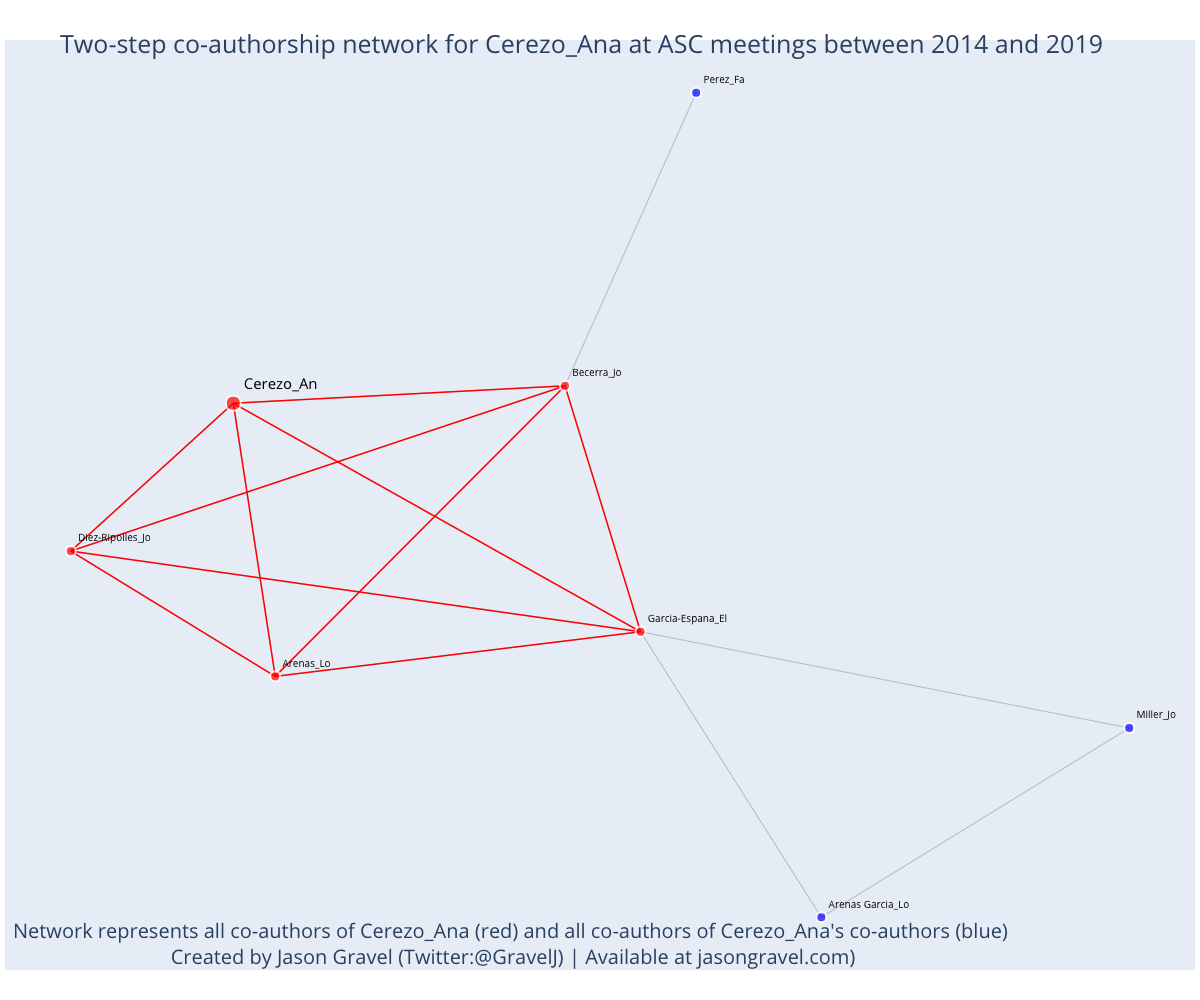 Two-step co-authorship network for Cerezo_Ana at ASC meetings between 2014 and 2019
Perez_Fa
Becerra_Jo
Cerezo_An
Diez-Ripolles_Jo
Garcia-Espana_El
Arenas_Lo
Miller_Jo
Arenas Garcia_Lo
Network represents all co-authors of Cerezo_Ana (red) and all co-authors of Cerezo_Ana's co-authors (blue)
Created by Jason Gravel (Twitter:@GravelJ) | Available at jasongravel.com)